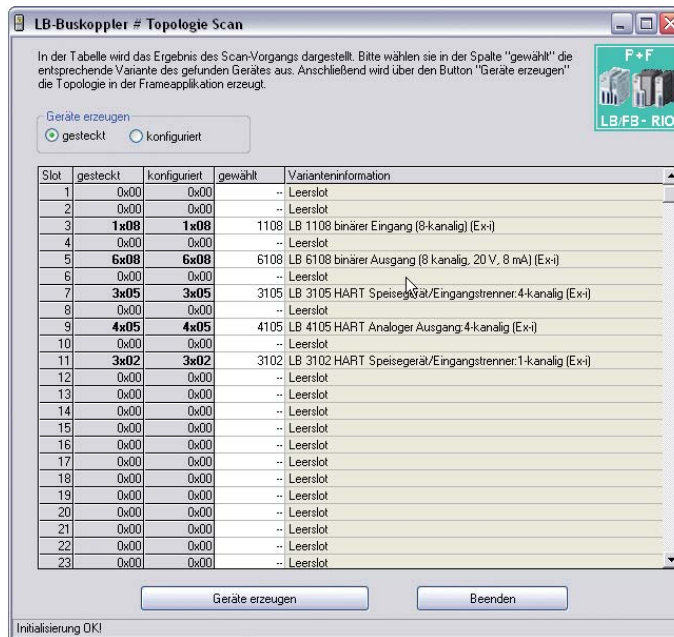 LB-Buskoppler # Topologie Scan
In der Tabelle wird das Ergebnis des Scan-Vorgangs dargestellt. Bitte wählen sie in der Spalte "gewählt" die
entsprechende Variante des gefunden Gerätes aus. Anschließend wird über den Button "Geräte erzeugen"
die Topologie in der Frameapplikation erzeugt.
P+F
LB/FB - RIO
Geräte erzeugen
gesteckt konfiguriert
Slot gesteckt konfiguriert gewählt Varianteninformation
1 0x00 0x00 -- Leerslot
2 0x00 0x00 -- Leerslot
3 1x08 1x08 1108 LB 1108 binärer Eingang (8-kanalig) (Ex-i)
4 0x00 0x00 -- Leerslot
5 6x08 6x08 6108 LB 6108 binärer Ausgang (8 kanalig, 20 V, 8 mA) (Ex-i)
6 0x00 0x00 -- Leerslot
7 3x05 3x05 3105 LB 3105 HART Speisegerät/Eingangstrenner:4-kanalig (Ex-i)
8 0x00 0x00 -- Leerslot
9 4x05 4x05 4105 LB 4105 HART Analoger Ausgang:4-kanalig (Ex-i)
10 0x00 0x00 -- Leerslot
11 3x02 3x02 3102 LB 3102 HART Speisegerät/Eingangstrenner:1-kanalig (Ex-i)
12 0x00 0x00 -- Leerslot
13 0x00 0x00 -- Leerslot
14 0x00 0x00 -- Leerslot
15 0x00 0x00 -- Leerslot
16 0x00 0x00 -- Leerslot
17 0x00 0x00 -- Leerslot
18 0x00 0x00 -- Leerslot
19 0x00 0x00 -- Leerslot
20 0x00 0x00 -- Leerslot
21 0x00 0x00 -- Leerslot
22 0x00 0x00 -- Leerslot
23 0x00 0x00 -- Leerslot
Geräte erzeugen Beenden
Initialisierung OK!